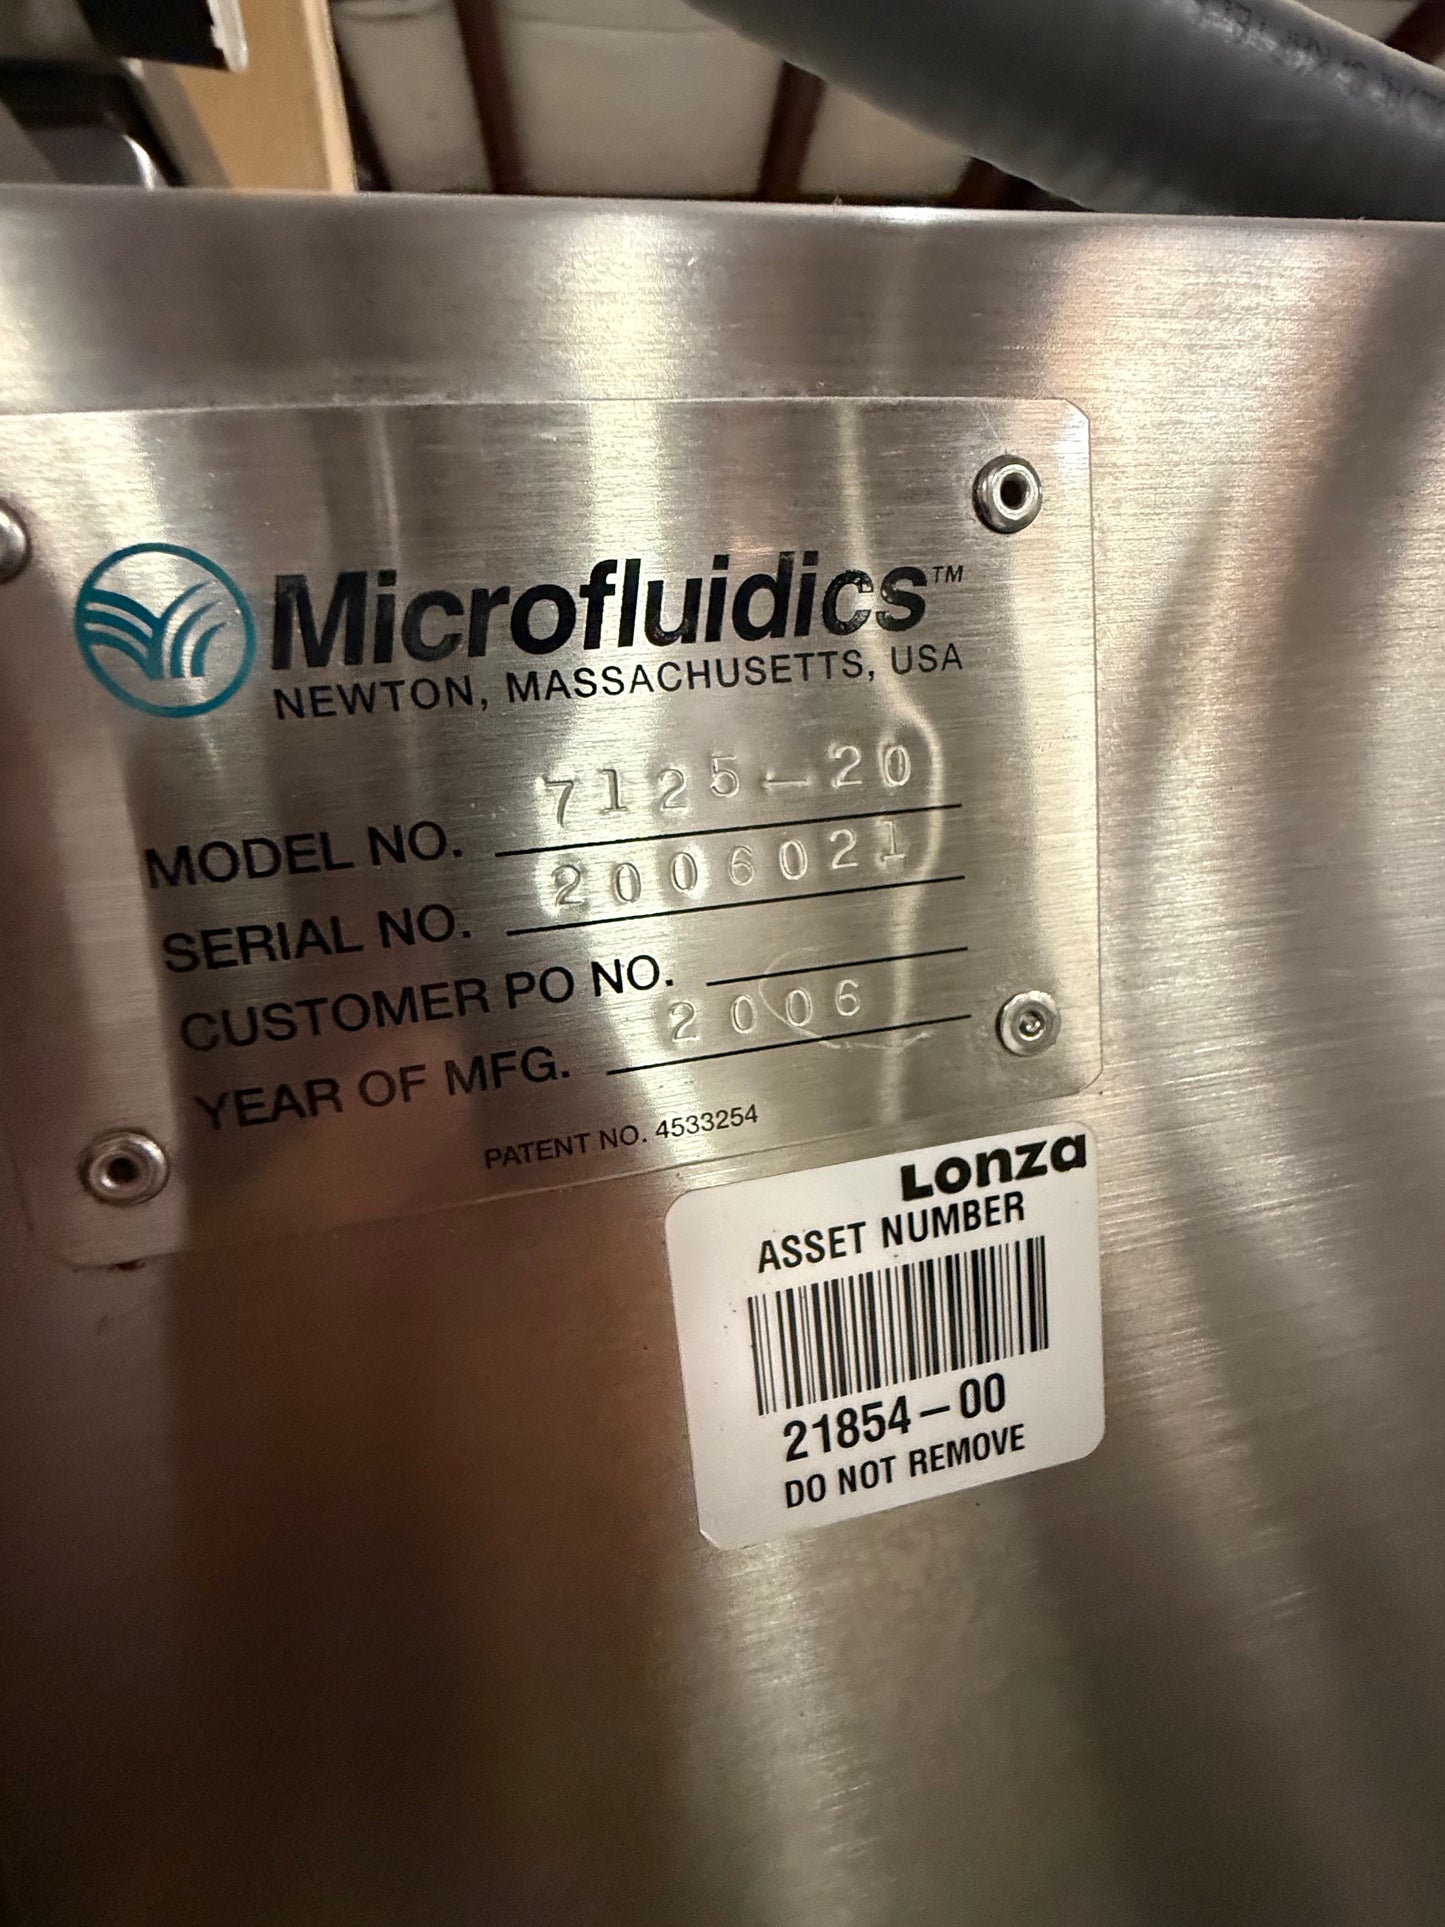 Microfluidics™
NEWTON, MASSACHUSETTS, USA
MODEL NO. 7125-20
SERIAL NO. 2006021
CUSTOMER PO NO.
YEAR OF MFG. 2006
PATENT NO. 4533254
Lonza
ASSET NUMBER
21854-00
DO NOT REMOVE